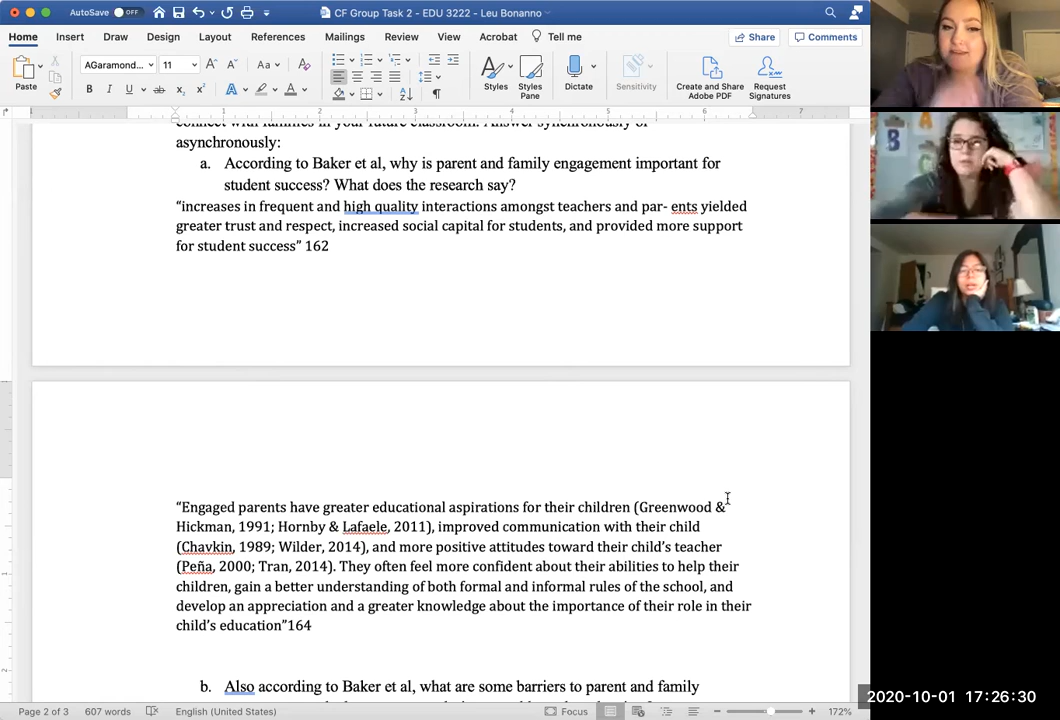 AutoSave OFF
CF Group Task 2 - EDU 3222 - Leu Bonanno
Home Insert Draw Design Layout References Mailings Review View Acrobat Tell me Share Comments
Paste AGaramond... 11 Styles Styles Pane Dictate Sensitivity Create and Share Adobe PDF Request Signatures
1 2 3 4 5 6 7
asynchronously:
a. According to Baker et al, why is parent and family engagement important for
student success? What does the research say?
“increases in frequent and high quality interactions amongst teachers and par- ents yielded
greater trust and respect, increased social capital for students, and provided more support
for student success” 162
“Engaged parents have greater educational aspirations for their children (Greenwood &
Hickman, 1991; Hornby & Lafaele, 2011), improved communication with their child
(Chavkin, 1989; Wilder, 2014), and more positive attitudes toward their child’s teacher
(Peña, 2000; Tran, 2014). They often feel more confident about their abilities to help their
children, gain a better understanding of both formal and informal rules of the school, and
develop an appreciation and a greater knowledge about the importance of their role in their
child’s education”164
b. Also according to Baker et al, what are some barriers to parent and family
Page 2 of 3 607 words English (United States) Focus 172%
2020-10-01 17:26:30